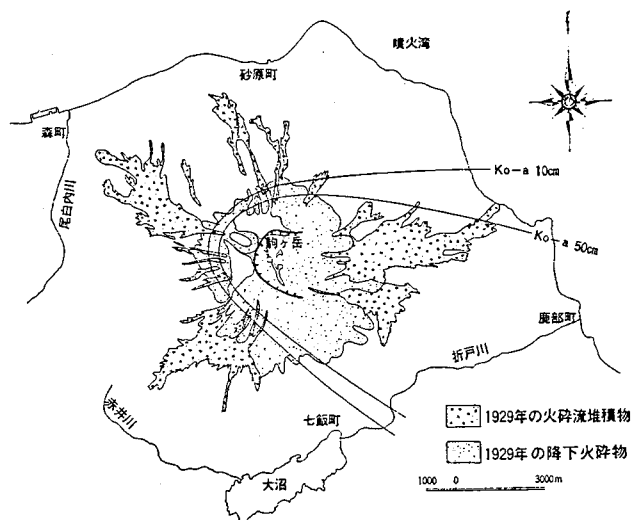 噴火湾
砂原町
森町
尾白内川
Ko-a 10cm
駒ヶ岳
Ko-a 50cm
鹿部町
折戸川
赤井川
七飯町
大沼
1929年の火砕流堆積物
1929年の降下火砕物
1000 0 3000m